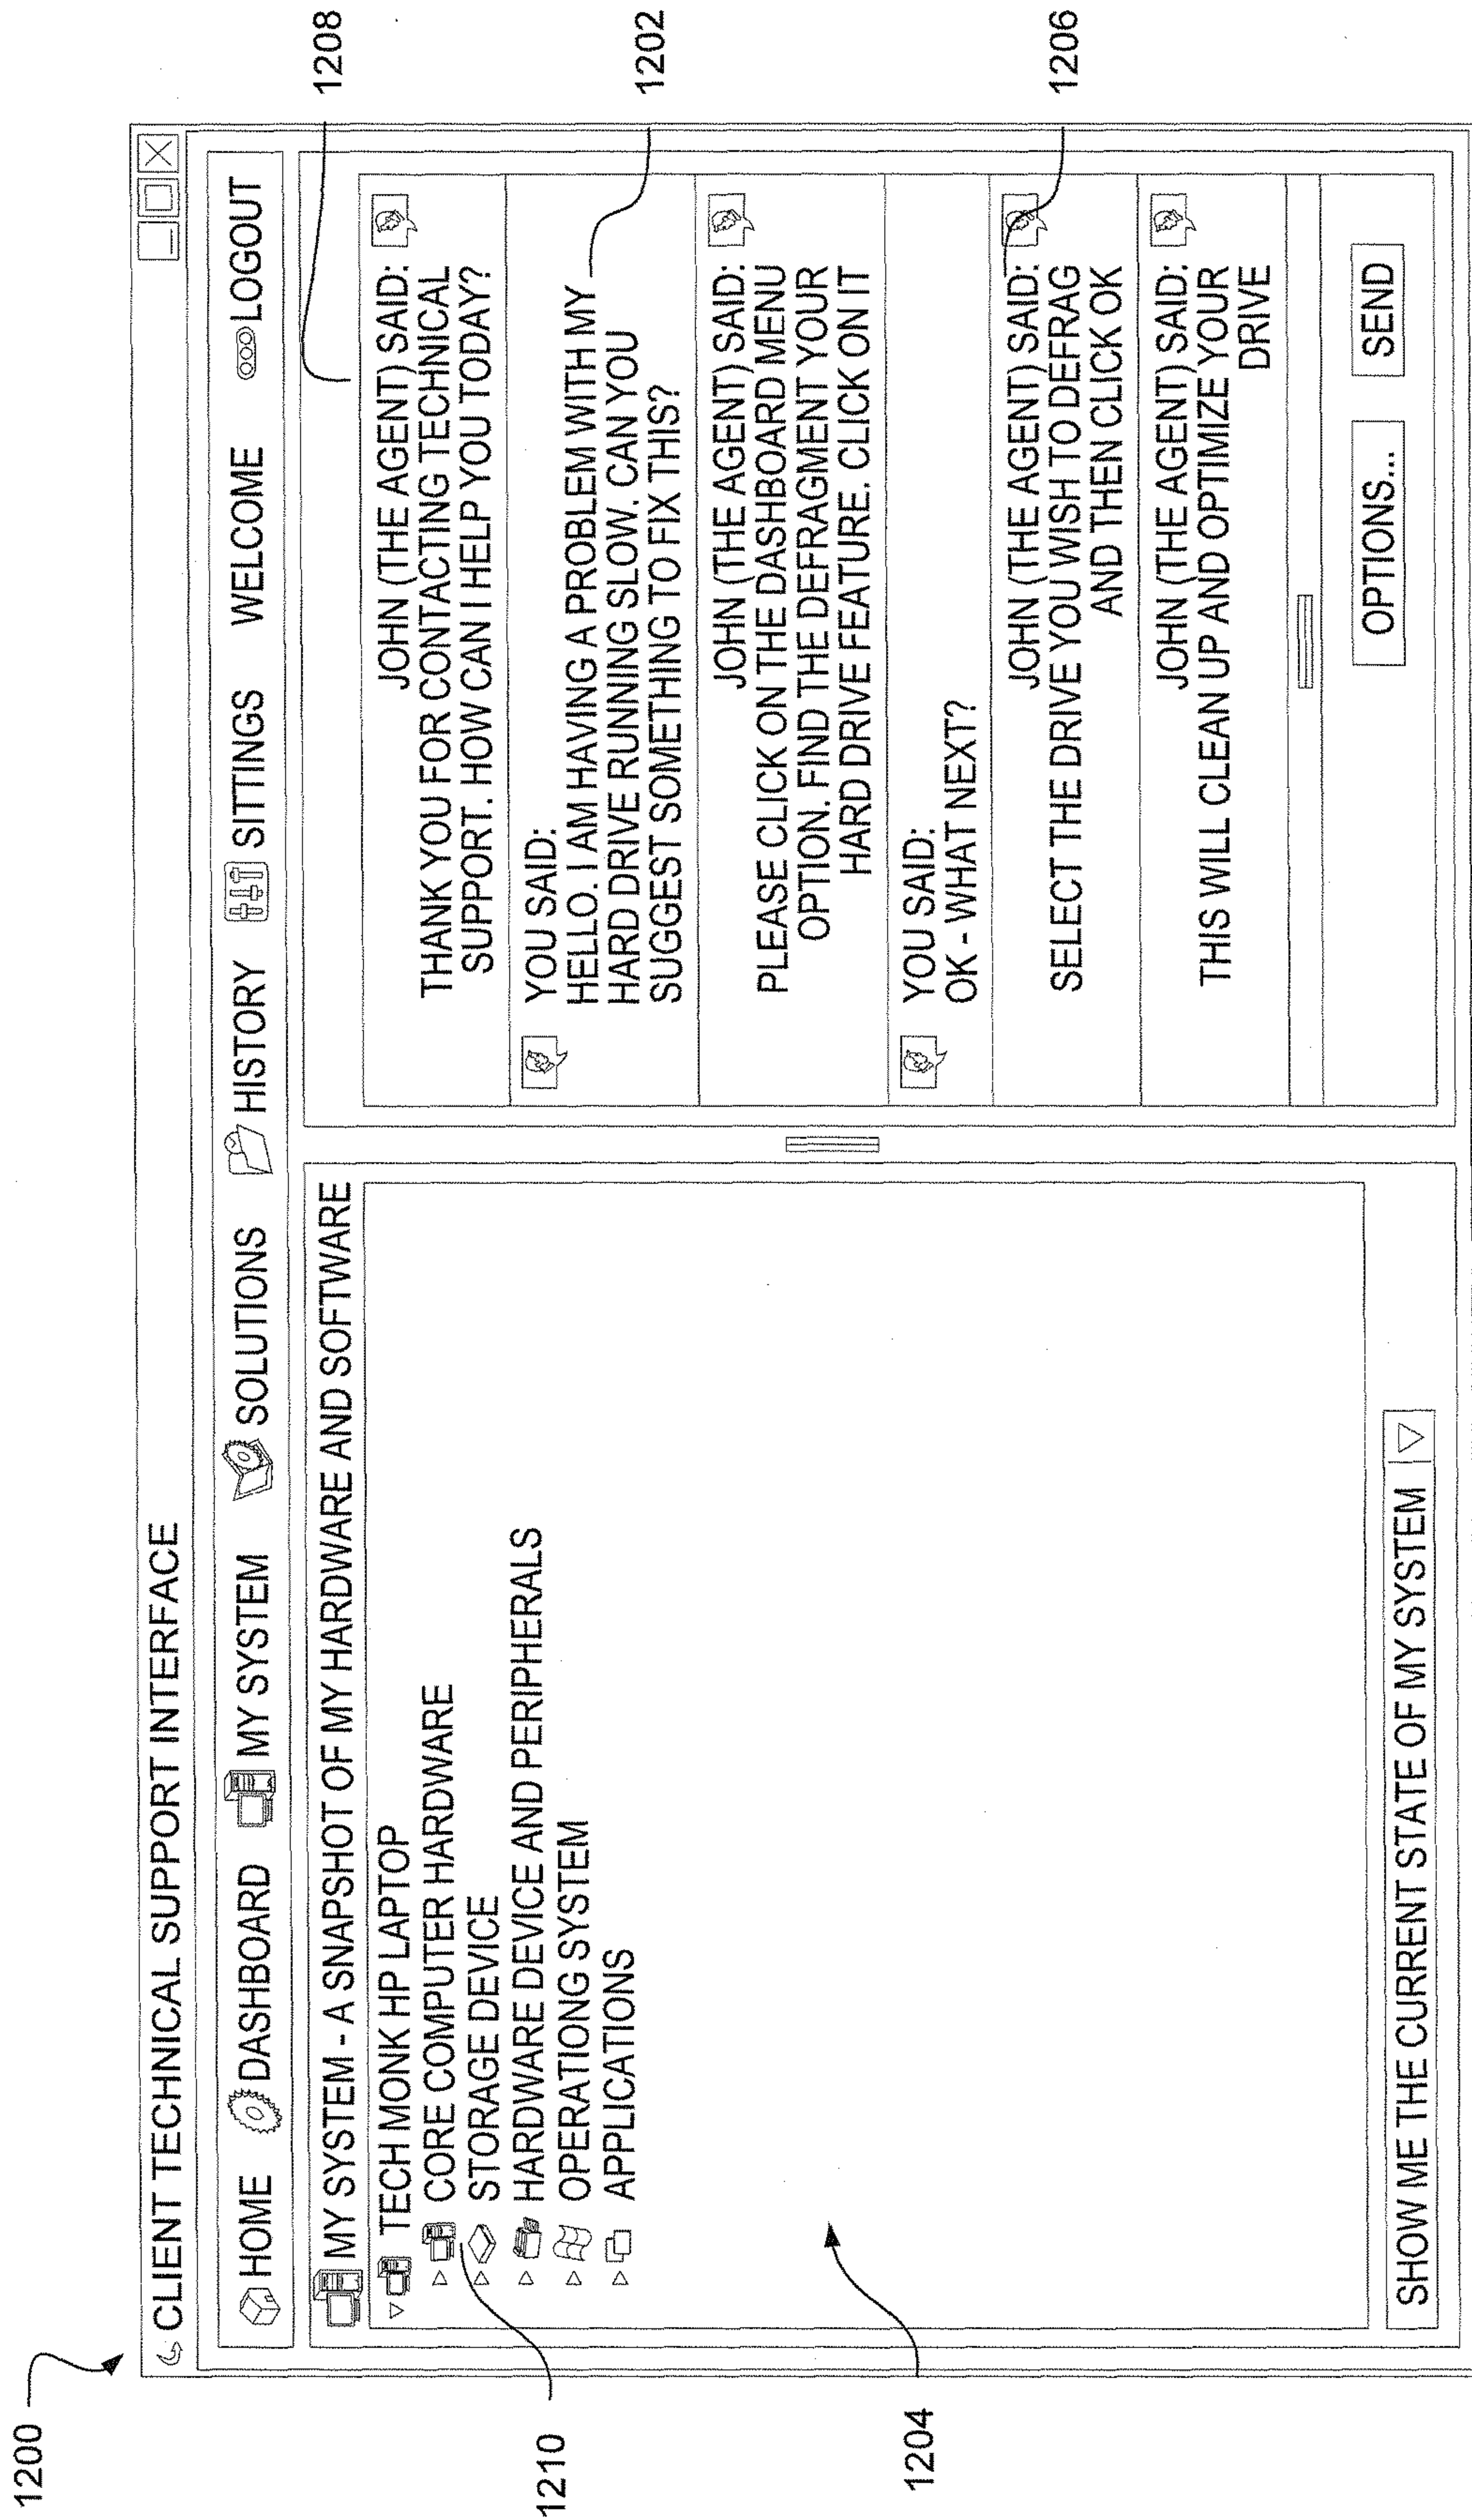 1200
CLIENT TECHNICAL SUPPORT INTERFACE
HOME DASHBOARD MY SYSTEM SOLUTIONS HISTORY SITTINGS WELCOME LOGOUT
MY SYSTEM - A SNAPSHOT OF MY HARDWARE AND SOFTWARE
TECH MONK HP LAPTOP
CORE COMPUTER HARDWARE
STORAGE DEVICE
HARDWARE DEVICE AND PERIPHERALS
OPERATIONG SYSTEM
APPLICATIONS
1210
1204
SHOW ME THE CURRENT STATE OF MY SYSTEM
1208
JOHN (THE AGENT) SAID:
THANK YOU FOR CONTACTING TECHNICAL
SUPPORT. HOW CAN I HELP YOU TODAY?
YOU SAID:
HELLO. I AM HAVING A PROBLEM WITH MY
HARD DRIVE RUNNING SLOW. CAN YOU
SUGGEST SOMETHING TO FIX THIS?
1202
JOHN (THE AGENT) SAID:
PLEASE CLICK ON THE DASHBOARD MENU
OPTION. FIND THE DEFRAGMENT YOUR
HARD DRIVE FEATURE. CLICK ON IT
YOU SAID:
OK - WHAT NEXT?
JOHN (THE AGENT) SAID:
SELECT THE DRIVE YOU WISH TO DEFRAG
AND THEN CLICK OK
1206
JOHN (THE AGENT) SAID:
THIS WILL CLEAN UP AND OPTIMIZE YOUR
DRIVE
OPTIONS... SEND